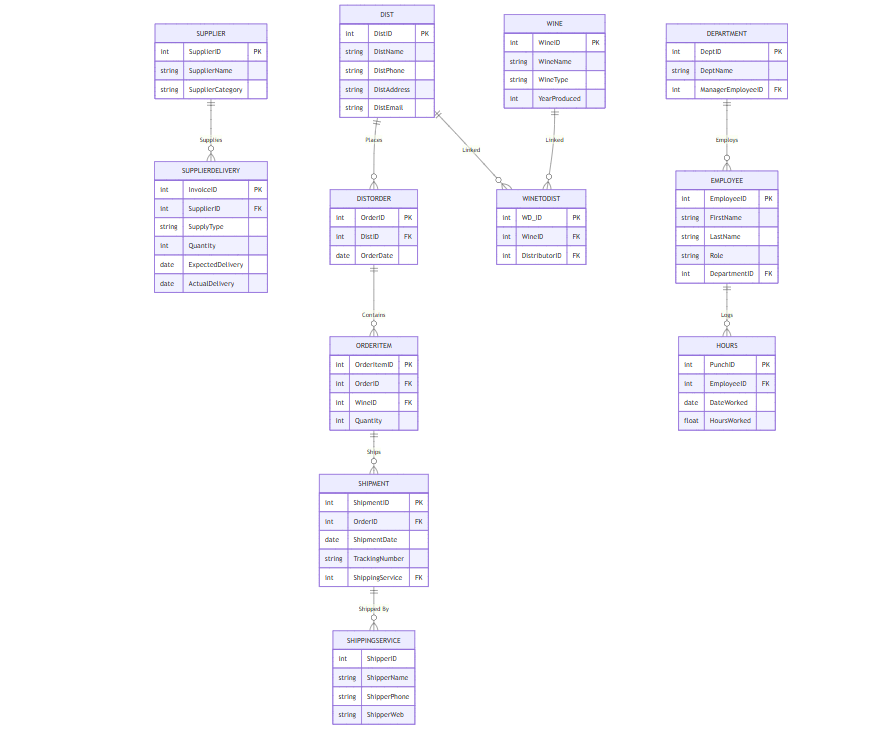 SUPPLIER
int SupplierID PK
string SupplierName
string SupplierCategory
Supplies
SUPPLIERDELIVERY
int InvoiceID PK
int SupplierID FK
string SupplyType
int Quantity
date ExpectedDelivery
date ActualDelivery
DIST
int DistID PK
string DistName
string DistPhone
string DistAddress
string DistEmail
Places
Linked
WINE
int WineID PK
string WineName
string WineType
int YearProduced
Linked
DISTORDER
int OrderID PK
int DistID FK
date OrderDate
Contains
WINETODIST
int WD_ID PK
int WineID FK
int DistributorID FK
ORDERITEM
int OrderItemID PK
int OrderID FK
int WineID FK
int Quantity
Ships
SHIPMENT
int ShipmentID PK
int OrderID FK
date ShipmentDate
string TrackingNumber
int ShippingService FK
Shipped By
SHIPPINGSERVICE
int ShipperID
string ShipperName
string ShipperPhone
string ShipperWeb
DEPARTMENT
int DeptID PK
string DeptName
int ManagerEmployeeID FK
Employs
EMPLOYEE
int EmployeeID PK
string FirstName
string LastName
string Role
int DepartmentID FK
Logs
HOURS
int PunchID PK
int EmployeeID FK
date DateWorked
float HoursWorked